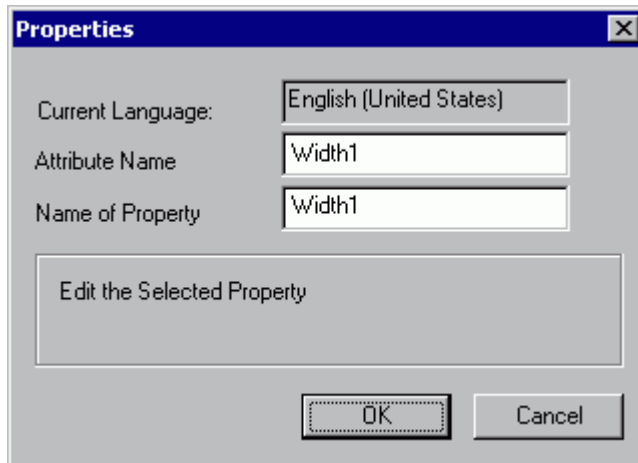 Properties
Current Language: English (United States)
Attribute Name Width1
Name of Property Width1
Edit the Selected Property
OK Cancel